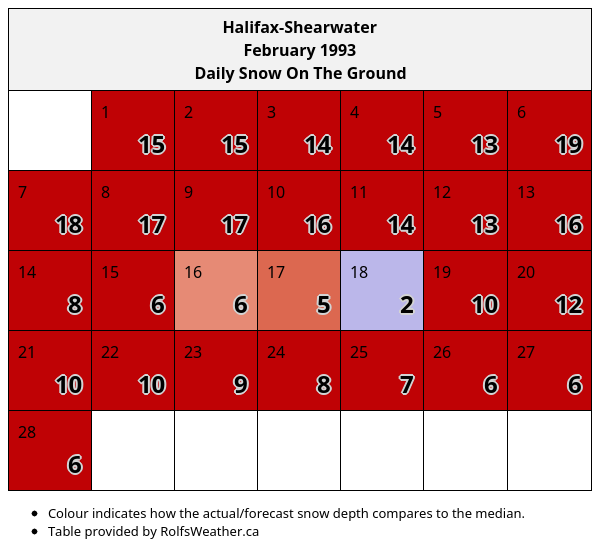 Halifax-Shearwater
February 1993
Daily Snow On The Ground
1 2 3 4 5 6
15 15 14 14 13 19
7 8 9 10 11 12 13
18 17 17 16 14 13 16
14 15 16 17 18 19 20
8 6 6 5 2 10 12
21 22 23 24 25 26 27
10 10 9 8 7 6 6
28
6
• Colour indicates how the actual/forecast snow depth compares to the median.
• Table provided by RolfsWeather.ca